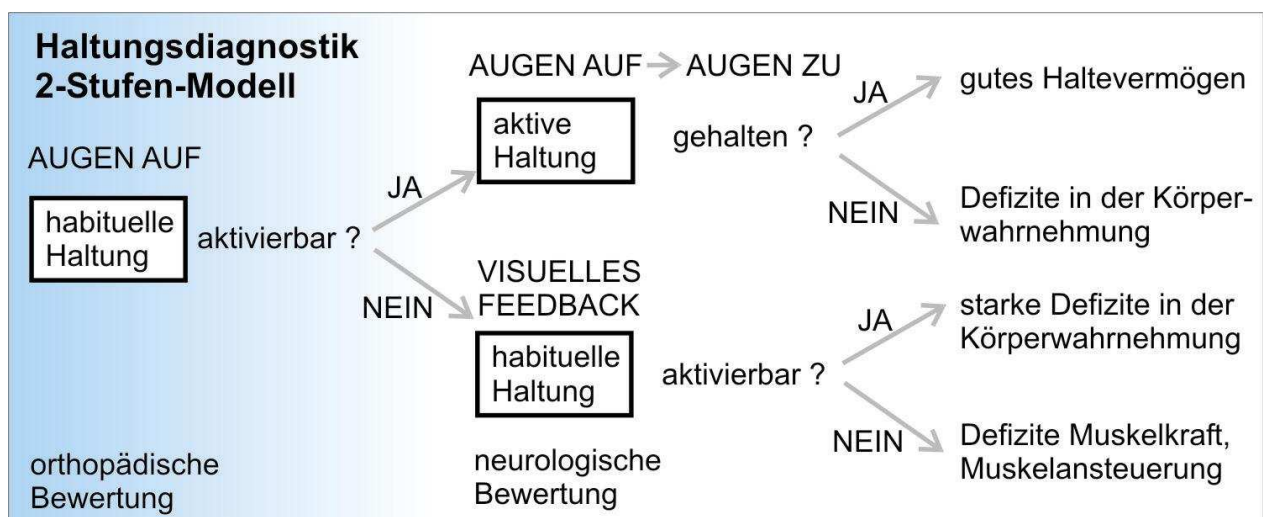 Haltungsdiagnostik
2-Stufen-Modell
AUGEN AUF
habituelle
Haltung
aktivierbar ?
JA
NEIN
AUGEN AUF
AUGEN ZU
aktive
Haltung
gehalten ?
JA
gutes Haltevermögen
NEIN
Defizite in der Körper-
wahrnehmung
VISUELLES
FEEDBACK
habituelle
Haltung
aktivierbar ?
JA
starke Defizite in der
Körperwahrnehmung
NEIN
Defizite Muskelkraft,
Muskelansteuerung
orthopädische
Bewertung
neurologische
Bewertung